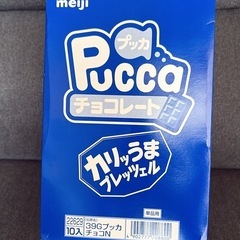 meiji
プッカ
Pucca
チョコレート
カリッうま
プレッツェル
単品用
22629
10入
39Gプッカ
チョコN